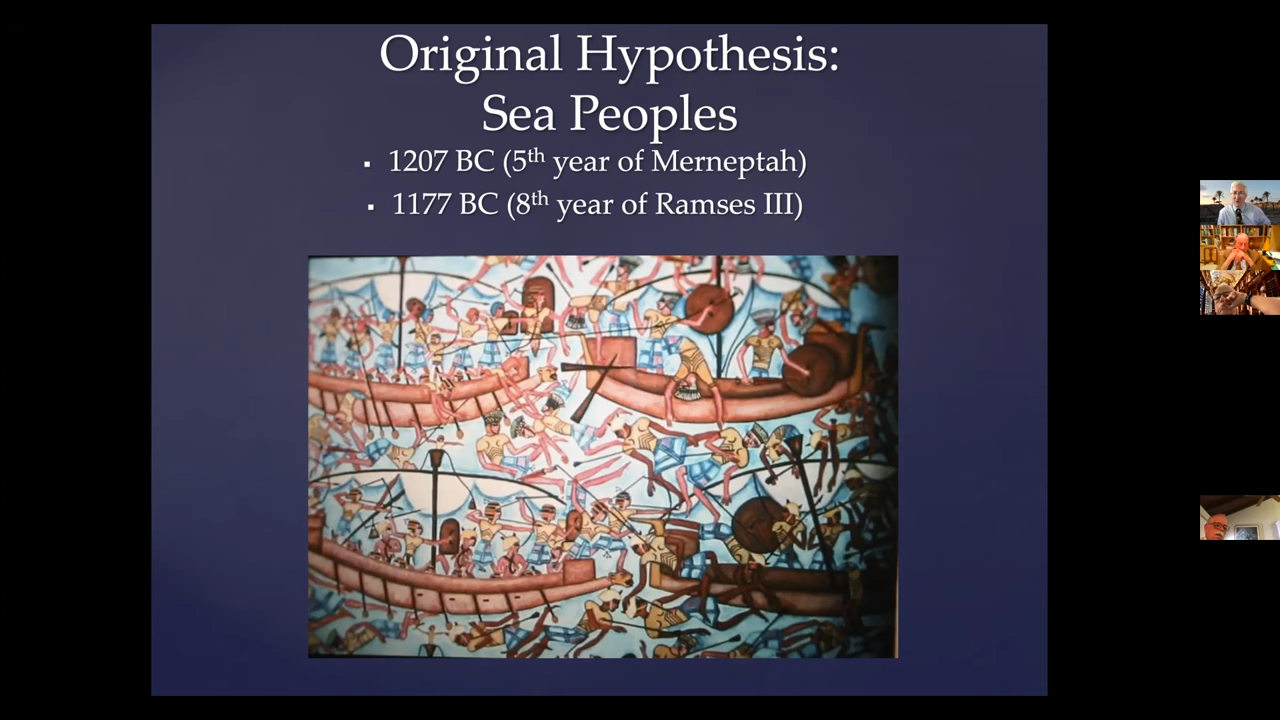 Original Hypothesis:
Sea Peoples
▪ 1207 BC (5th year of Merneptah)
▪ 1177 BC (8th year of Ramses III)